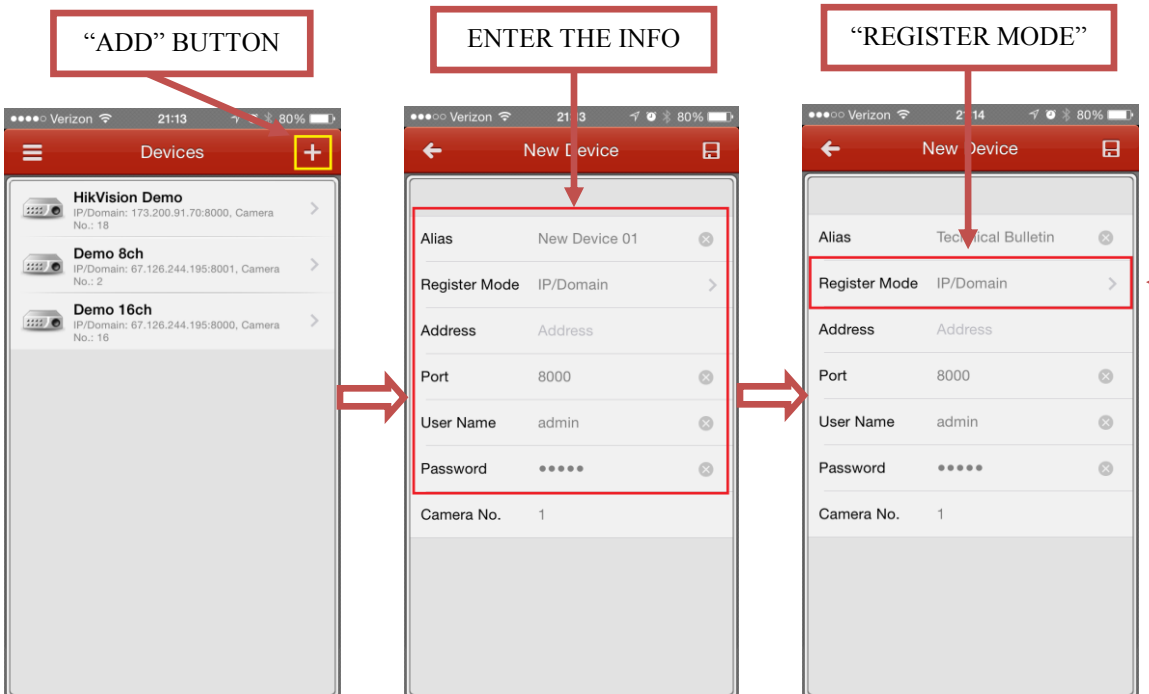 “ADD” BUTTON
ENTER THE INFO
“REGISTER MODE”
Verizon 21:13 80%
Devices
HikVision Demo
IP/Domain: 173.200.91.70:8000, Camera
No.: 18
Demo 8ch
IP/Domain: 67.126.244.195:8001, Camera
No.: 2
Demo 16ch
IP/Domain: 67.126.244.195:8000, Camera
No.: 16
Verizon 80%
New Device
Alias New Device 01
Register Mode IP/Domain
Address Address
Port 8000
User Name admin
Password •••••
Camera No. 1
Verizon 80%
New Device
Alias Technical Bulletin
Register Mode IP/Domain
Address Address
Port 8000
User Name admin
Password •••••
Camera No. 1